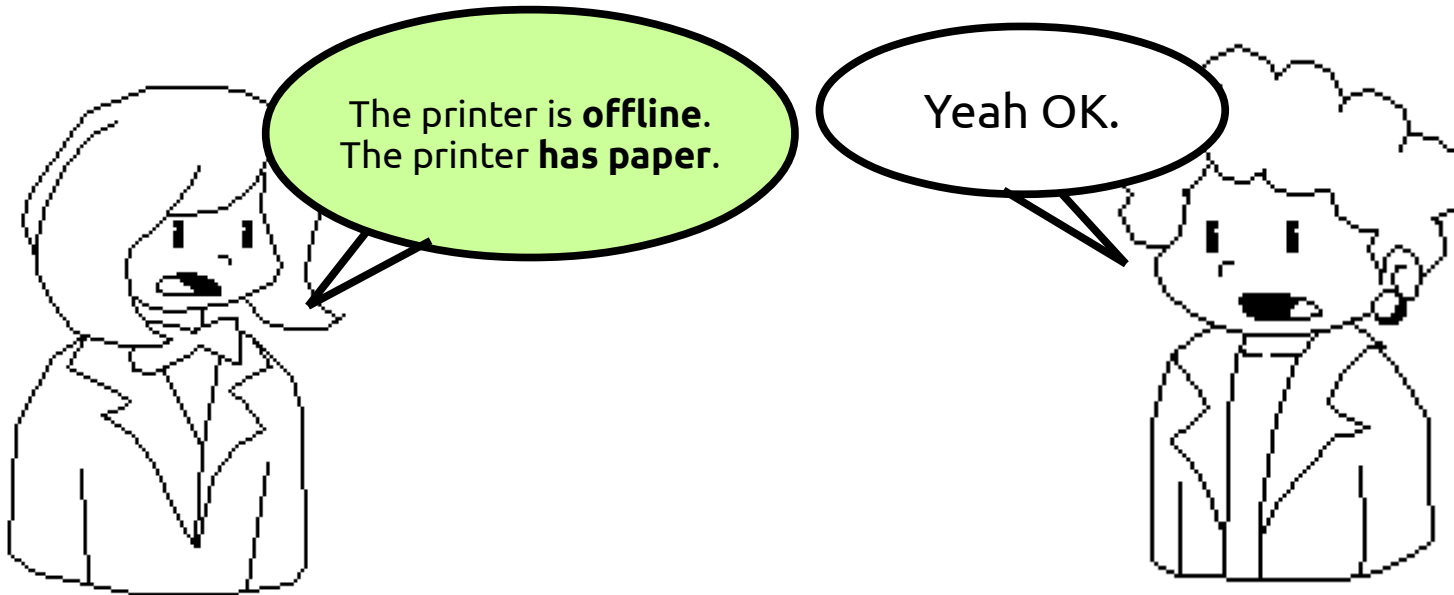 The printer is offline.
The printer has paper.
Yeah OK.